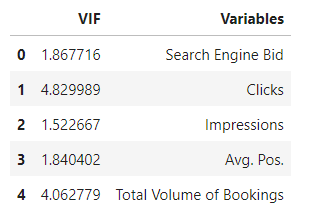 VIF Variables
0 1.867716 Search Engine Bid
1 4.829989 Clicks
2 1.522667 Impressions
3 1.840402 Avg. Pos.
4 4.062779 Total Volume of Bookings